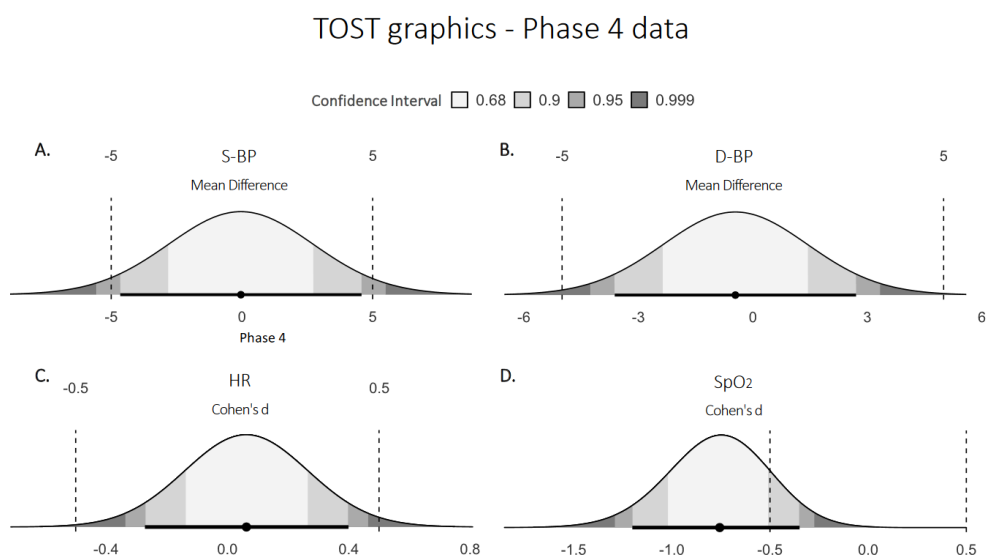 TOST graphics - Phase 4 data
Confidence Interval 0.68 0.9 0.95 0.999
A.
-5 5
S-BP
Mean Difference
-5 0 5
Phase 4
B.
-5 5
D-BP
Mean Difference
-6 -3 0 3 6
C.
-0.5 0.5
HR
Cohen's d
-0.4 0.0 0.4 0.8
D.
SpO2
Cohen's d
-1.5 -1.0 -0.5 0.0 0.5